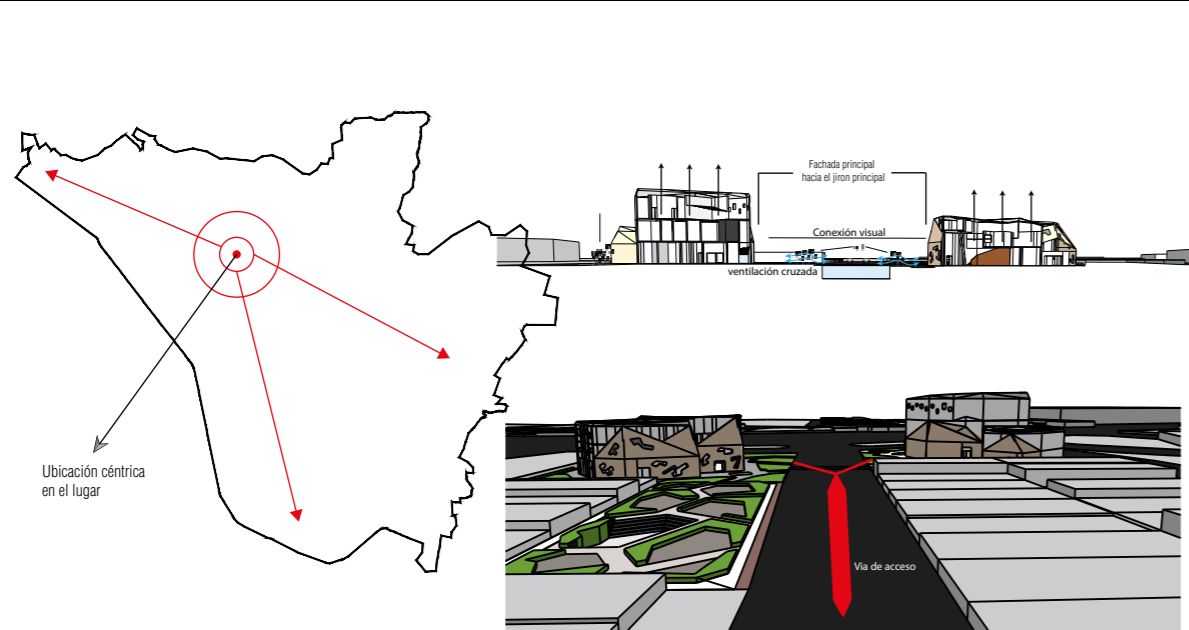 Ubicación céntrica
en el lugar
Fachada principal
hacia el jiron principal
Conexión visual
ventilación cruzada
Via de acceso